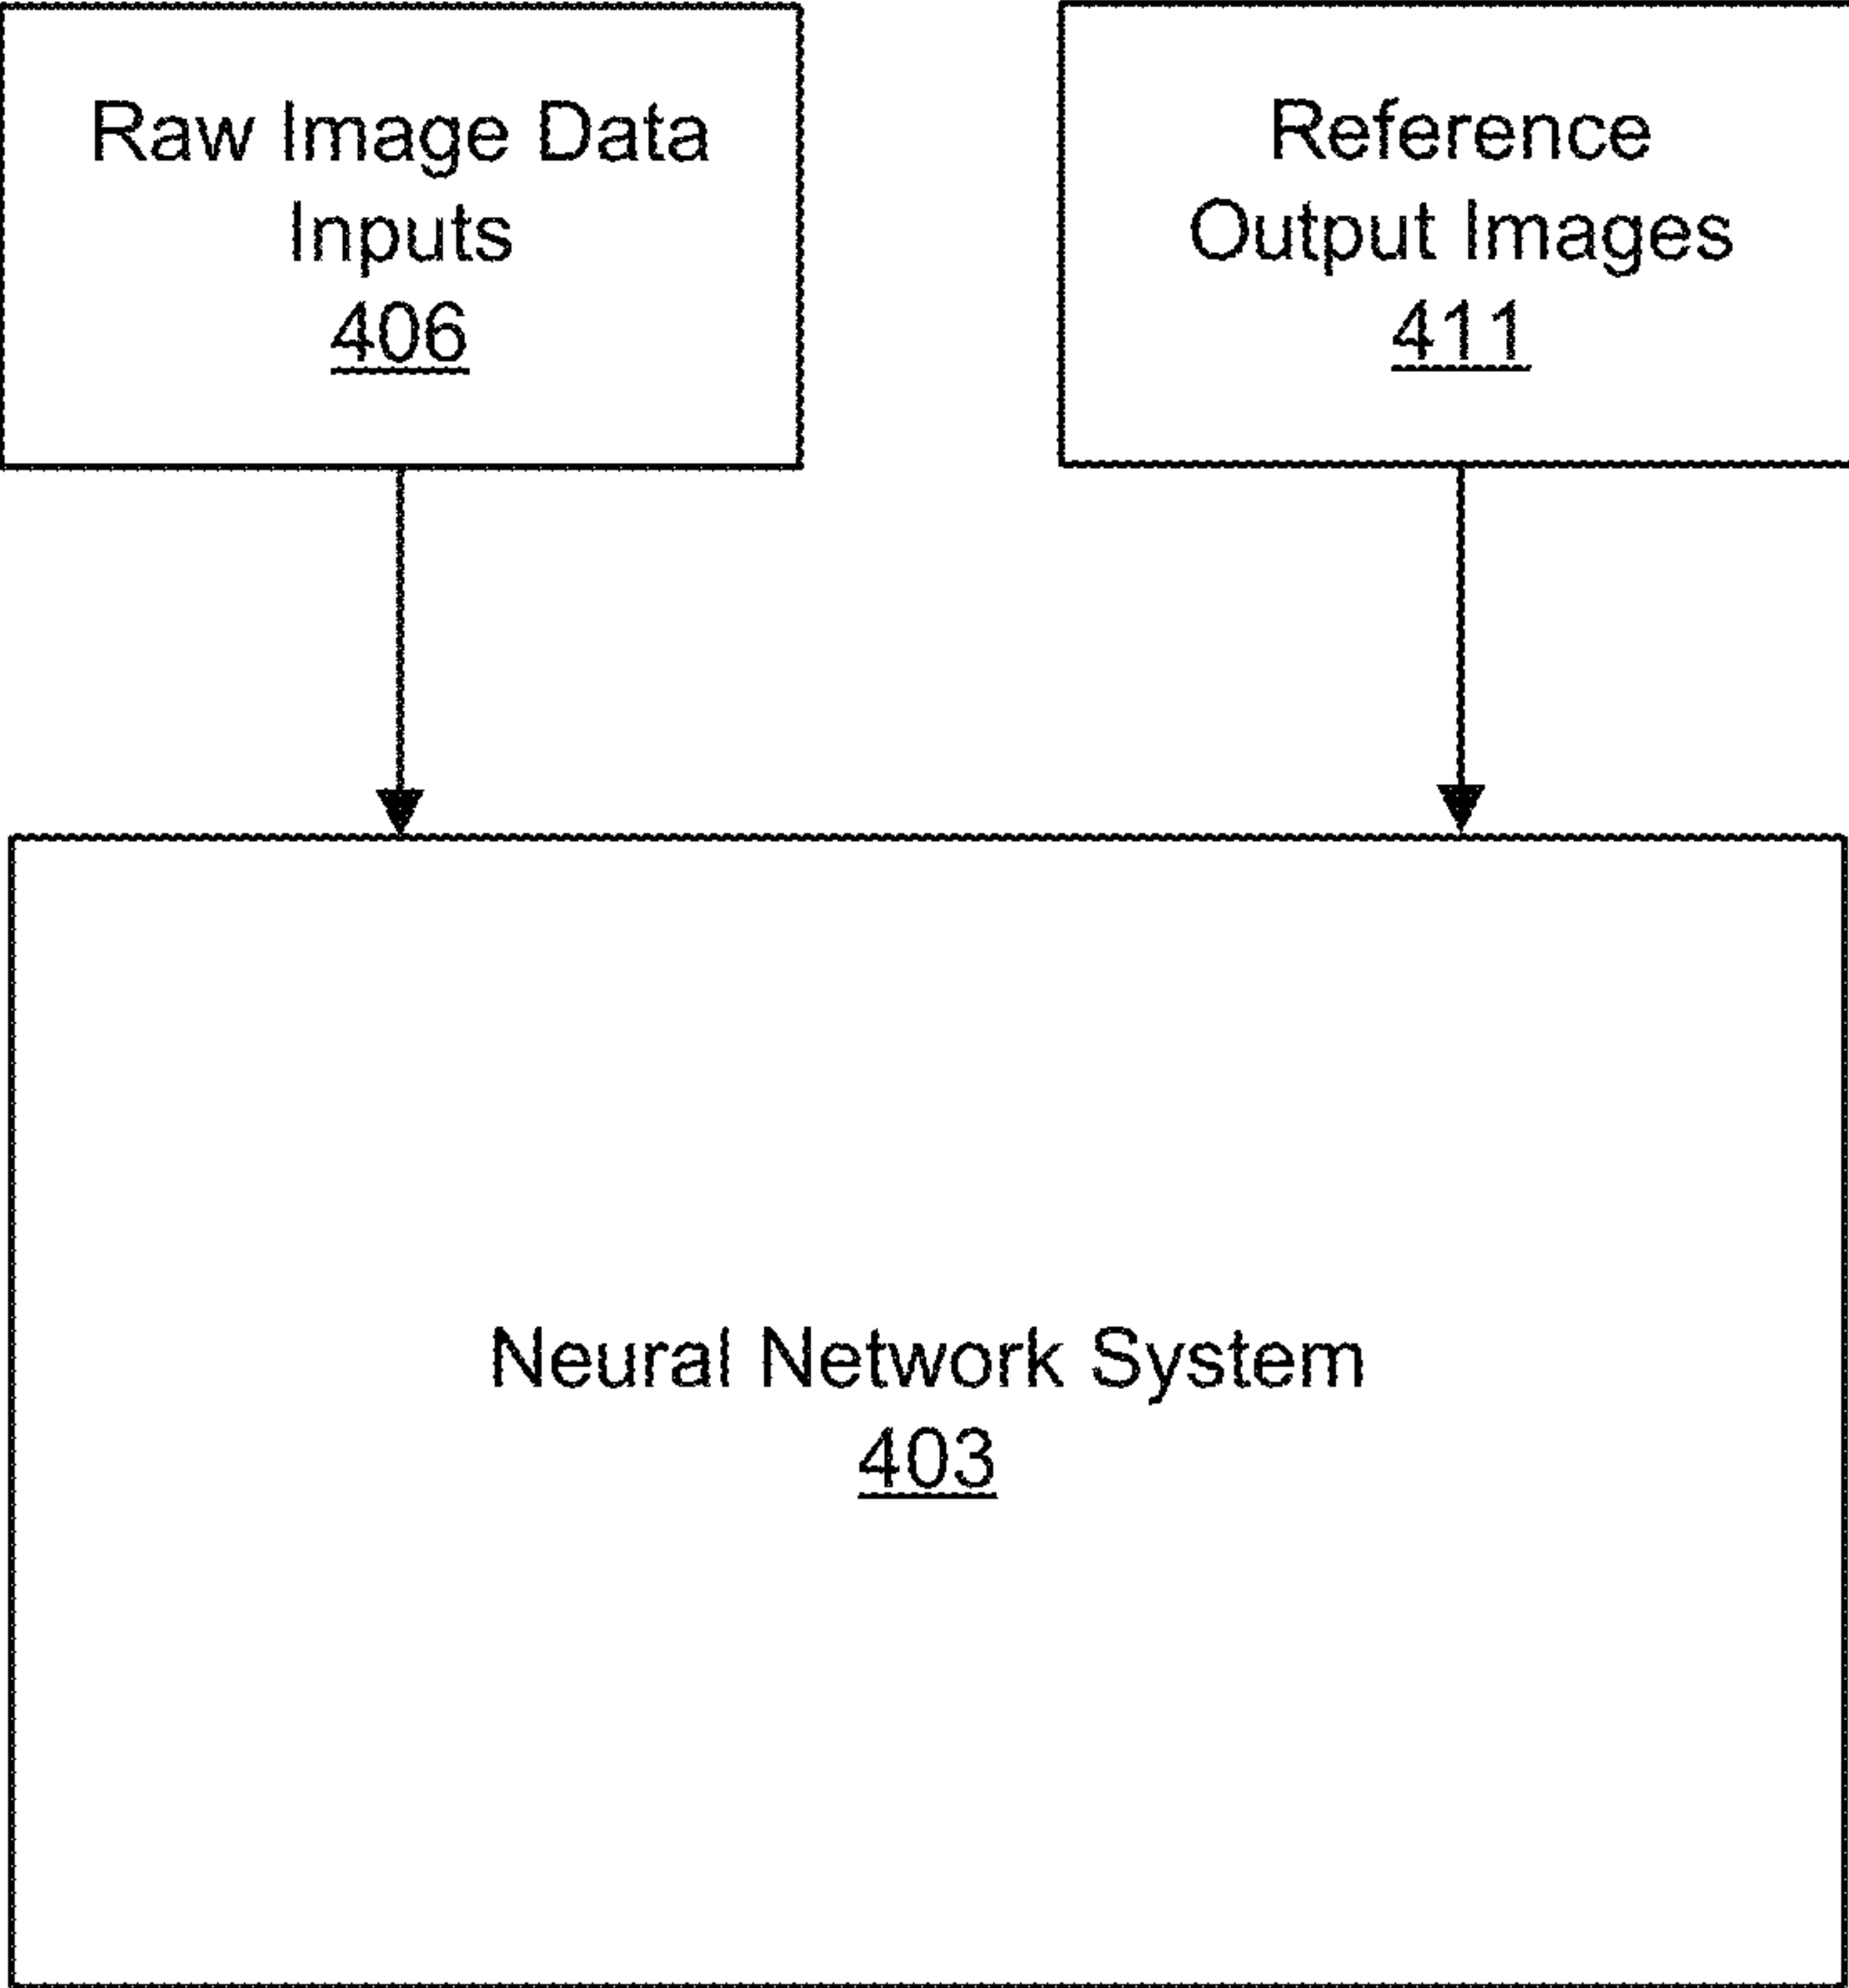 Raw Image Data
Inputs
406
Reference
Output Images
411
Neural Network System
403